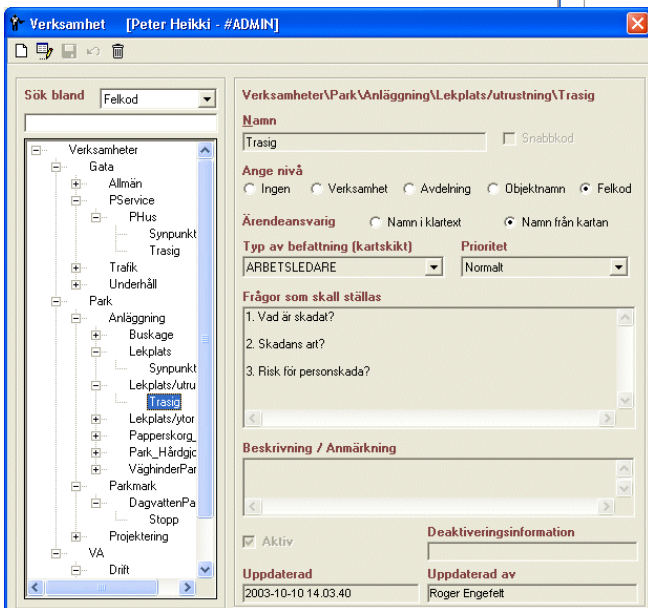 Verksamhet [Peter Heikki - #ADMIN]
Sök bland Felkod
Verksamheter
Gata
Allmän
PService
PHus
Synpunkt
Trasig
Trafik
Underhåll
Park
Anläggning
Buskage
Lekplats
Synpunkt
Lekplats/utru
Trasig
Lekplats/ytor
Papperskorg_
Park_Hårdgjc
VäghinderPar
Parkmark
DagvattenPa
Stopp
Projektering
VA
Drift
Verksamheter\Park\Anläggning\Lekplats/utrustning\Trasig
Namn
Trasig Snabbkod
Ange nivå
Ingen Verksamhet Avdelning Objektnamn Felkod
Ärendeansvarig Namn i klartext Namn från kartan
Typ av befattning (kartskikt) Prioritet
ARBETSLEDARE Normalt
Frågor som skall ställas
1. Vad är skadat?
2. Skadans art?
3. Risk för personskada?
Beskrivning / Anmärkning
Aktiv Deaktiveringsinformation
Uppdaterad Uppdaterad av
2003-10-10 14.03.40 Roger Engefelt